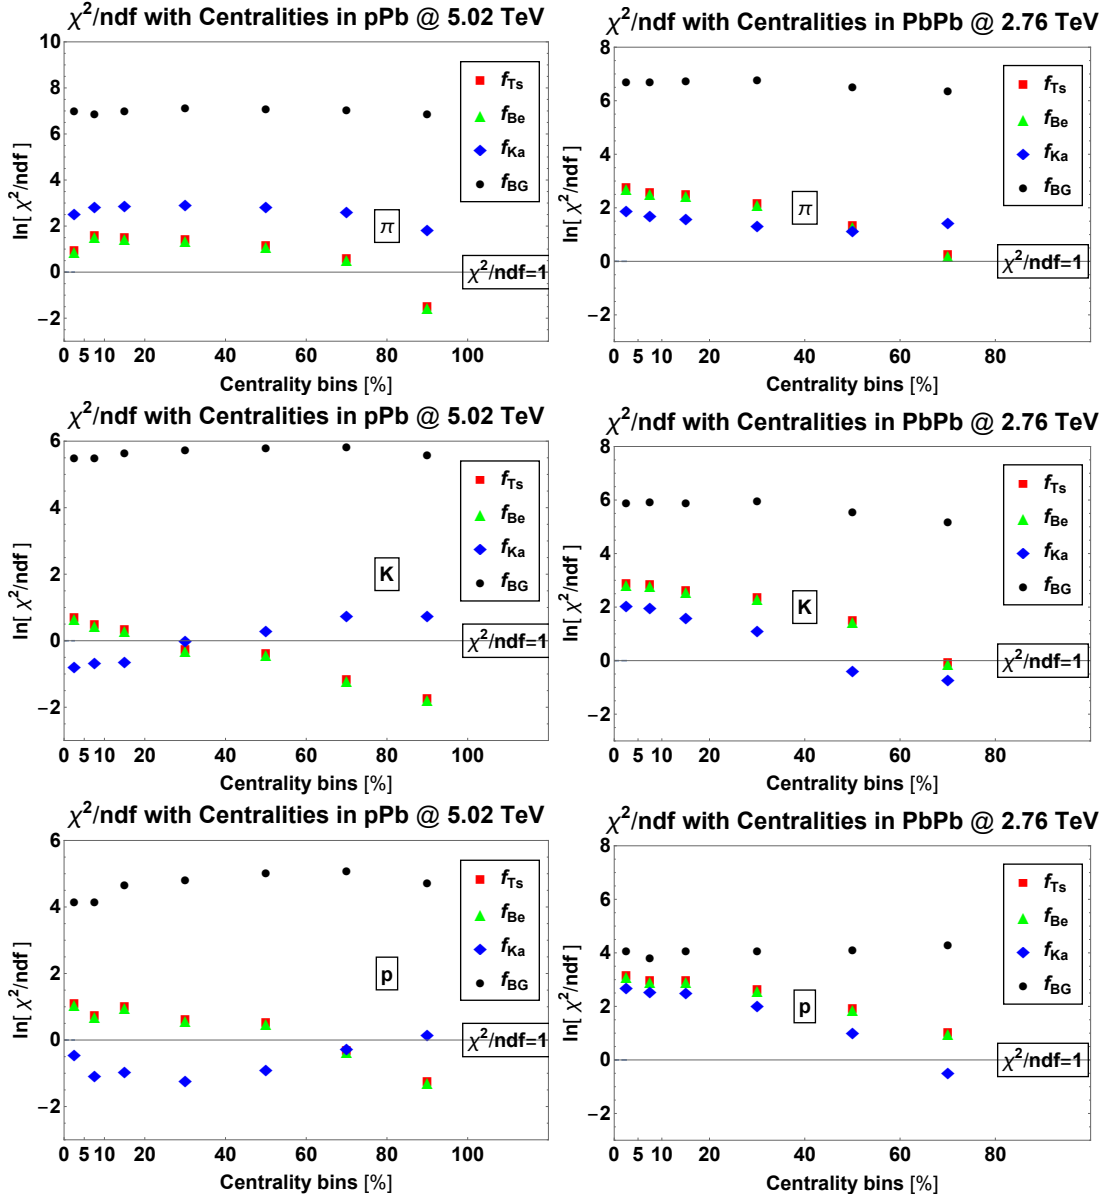 χ²/ndf with Centralities in pPb @ 5.02 TeV
ln[ χ²/ndf ]
10
8
6
4
2
0
−2
f_Ts
f_Be
f_Ka
f_BG
π
χ²/ndf=1
0 5 10 20 40 60 80 100
Centrality bins [%]
χ²/ndf with Centralities in PbPb @ 2.76 TeV
ln[ χ²/ndf ]
8
6
4
2
0
−2
f_Ts
f_Be
f_Ka
f_BG
π
χ²/ndf=1
0 5 10 20 40 60 80
Centrality bins [%]
χ²/ndf with Centralities in pPb @ 5.02 TeV
ln[ χ²/ndf ]
6
4
2
0
−2
f_Ts
f_Be
f_Ka
f_BG
K
χ²/ndf=1
0 5 10 20 40 60 80 100
Centrality bins [%]
χ²/ndf with Centralities in PbPb @ 2.76 TeV
ln[ χ²/ndf ]
8
6
4
2
0
−2
f_Ts
f_Be
f_Ka
f_BG
K
χ²/ndf=1
0 5 10 20 40 60 80
Centrality bins [%]
χ²/ndf with Centralities in pPb @ 5.02 TeV
ln[ χ²/ndf ]
6
4
2
0
−2
f_Ts
f_Be
f_Ka
f_BG
p
χ²/ndf=1
0 5 10 20 40 60 80 100
Centrality bins [%]
χ²/ndf with Centralities in PbPb @ 2.76 TeV
ln[ χ²/ndf ]
8
6
4
2
0
−2
f_Ts
f_Be
f_Ka
f_BG
p
χ²/ndf=1
0 5 10 20 40 60 80
Centrality bins [%]